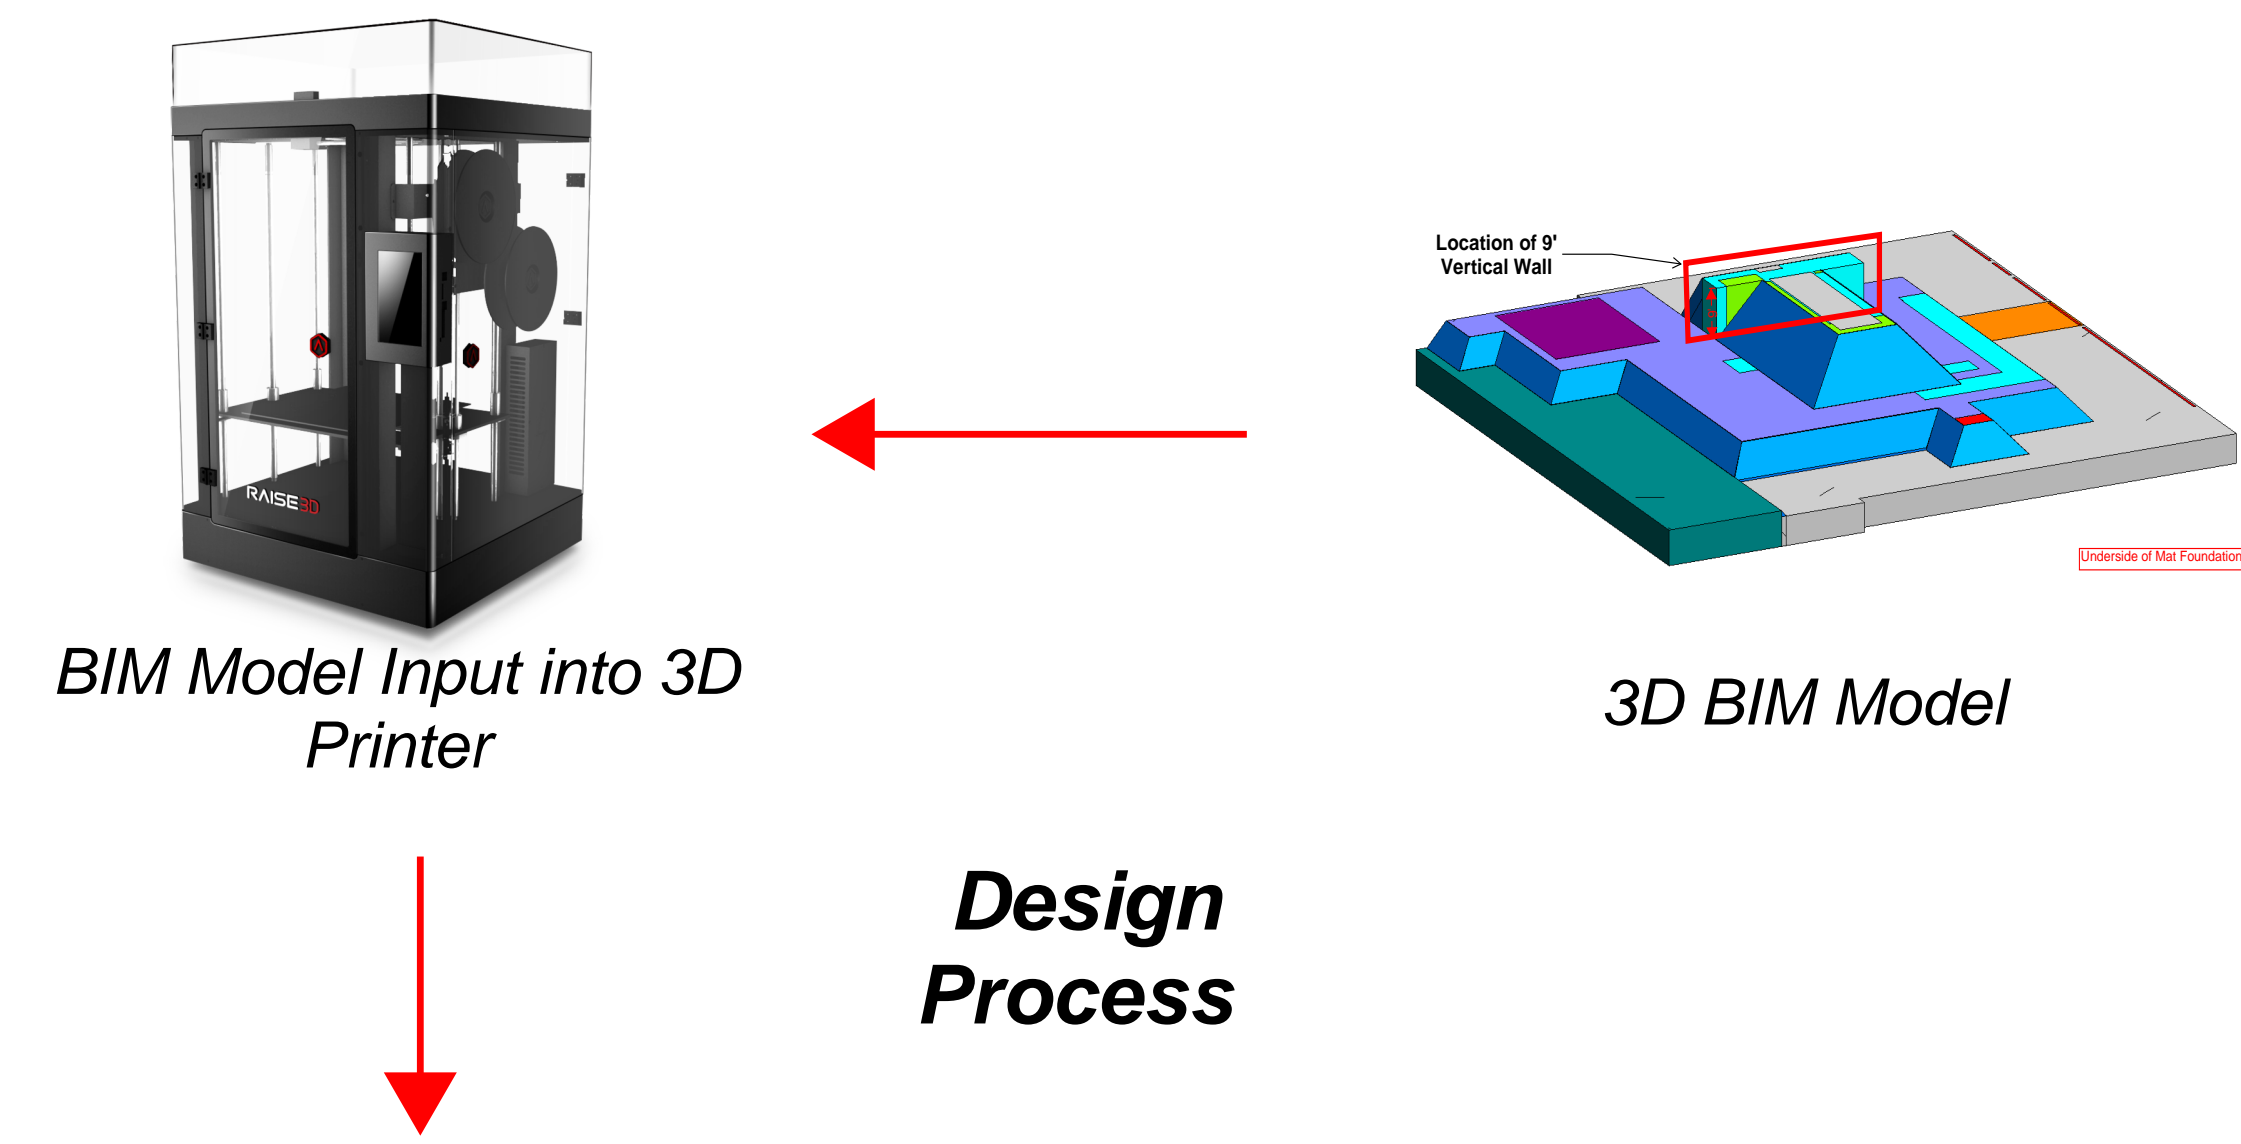 RAISE3D
BIM Model Input into 3D
Printer
Location of 9'
Vertical Wall
Underside of Mat Foundation
3D BIM Model
Design
Process